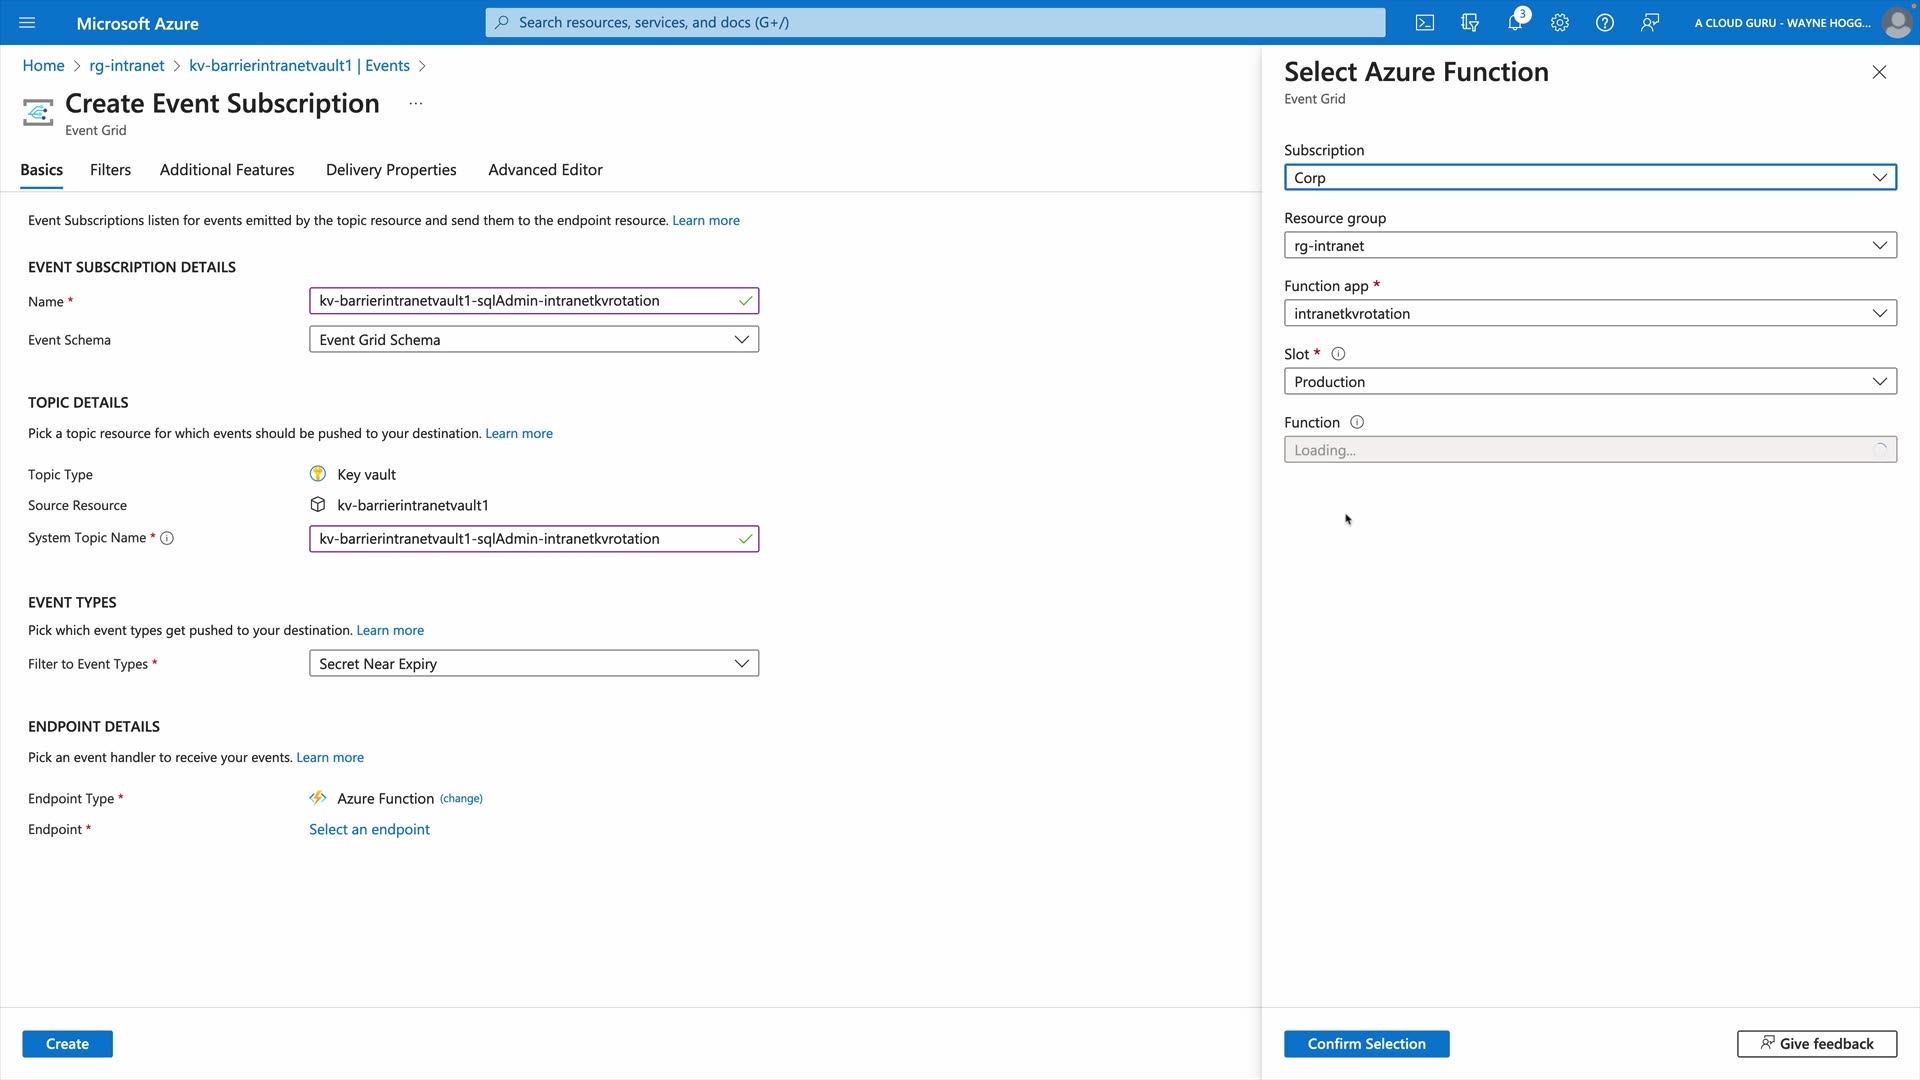 Microsoft Azure
Search resources, services, and docs (G+/)
3
A CLOUD GURU - WAYNE HOGG...
Home > rg-intranet > kv-barrierintranetvault1 | Events >
Create Event Subscription ...
Event Grid
Basics Filters Additional Features Delivery Properties Advanced Editor
Event Subscriptions listen for events emitted by the topic resource and send them to the endpoint resource. Learn more
EVENT SUBSCRIPTION DETAILS
Name * kv-barrierintranetvault1-sqlAdmin-intranetkvrotation
Event Schema Event Grid Schema
TOPIC DETAILS
Pick a topic resource for which events should be pushed to your destination. Learn more
Topic Type Key vault
Source Resource kv-barrierintranetvault1
System Topic Name * kv-barrierintranetvault1-sqlAdmin-intranetkvrotation
EVENT TYPES
Pick which event types get pushed to your destination. Learn more
Filter to Event Types * Secret Near Expiry
ENDPOINT DETAILS
Pick an event handler to receive your events. Learn more
Endpoint Type * Azure Function (change)
Endpoint * Select an endpoint
Create
Select Azure Function
Event Grid
Subscription
Corp
Resource group
rg-intranet
Function app *
intranetkvrotation
Slot *
Production
Function
Loading...
Confirm Selection
Give feedback